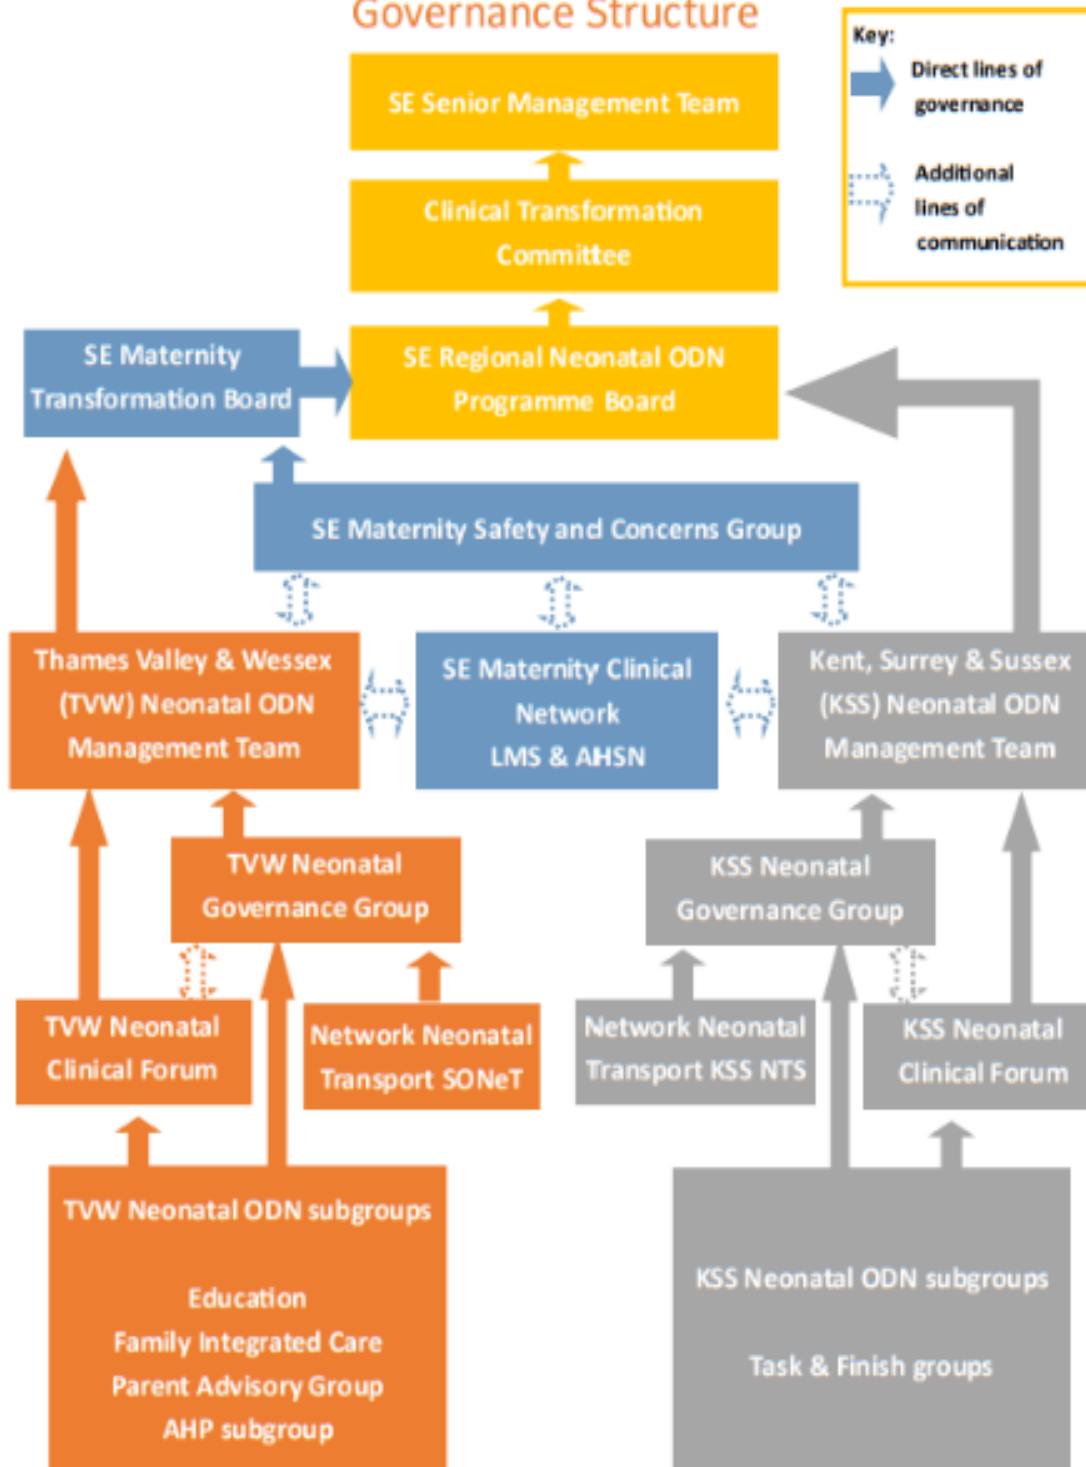 Governance Structure
Key:
Direct lines of
governance
Additional
lines of
communication
SE Senior Management Team
Clinical Transformation
Committee
SE Maternity
Transformation Board
SE Regional Neonatal ODN
Programme Board
SE Maternity Safety and Concerns Group
Thames Valley & Wessex
(TVW) Neonatal ODN
Management Team
SE Maternity Clinical
Network
LMS & AHSN
Kent, Surrey & Sussex
(KSS) Neonatal ODN
Management Team
TVW Neonatal
Governance Group
KSS Neonatal
Governance Group
TVW Neonatal
Clinical Forum
Network Neonatal
Transport SONeT
Network Neonatal
Transport KSS NTS
KSS Neonatal
Clinical Forum
TVW Neonatal ODN subgroups
Education
Family Integrated Care
Parent Advisory Group
AHP subgroup
KSS Neonatal ODN subgroups
Task & Finish groups